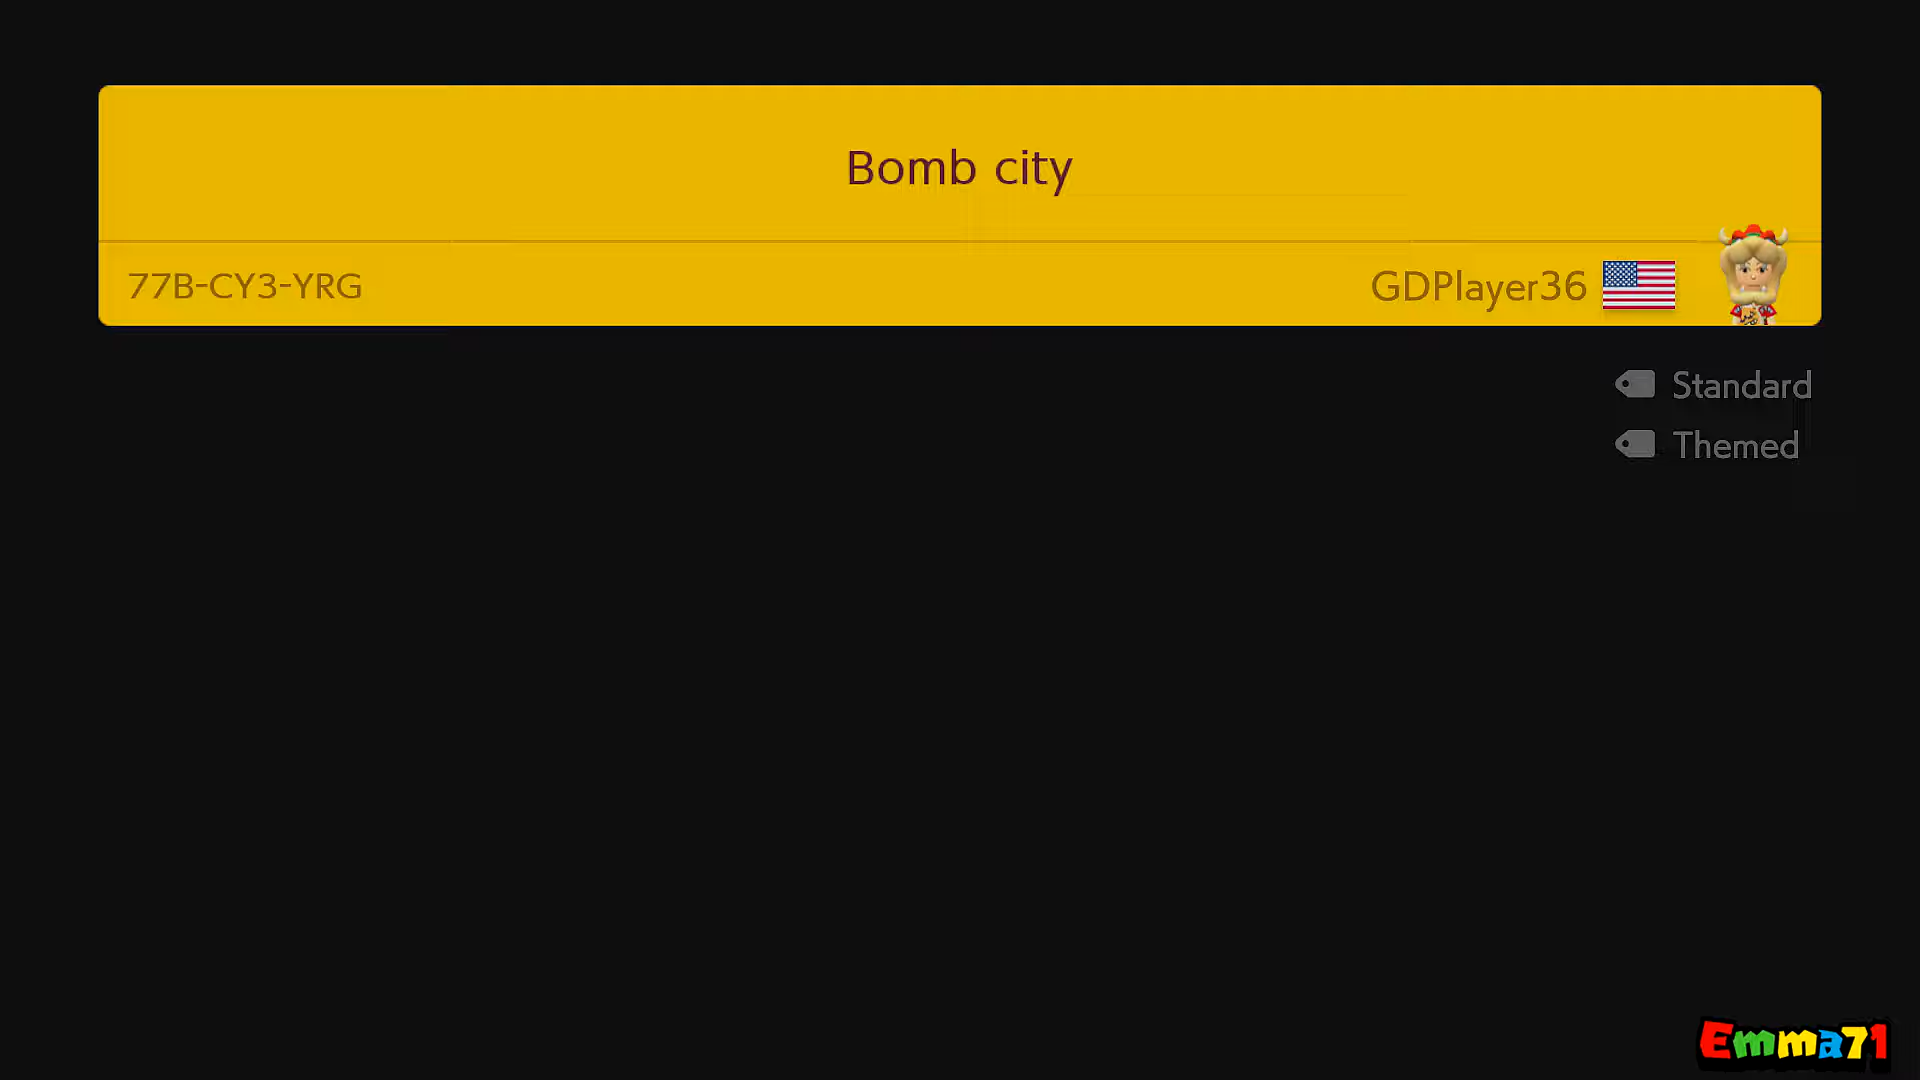 Bomb city
77B-CY3-YRG
GDPlayer36
Standard
Themed
Emma71